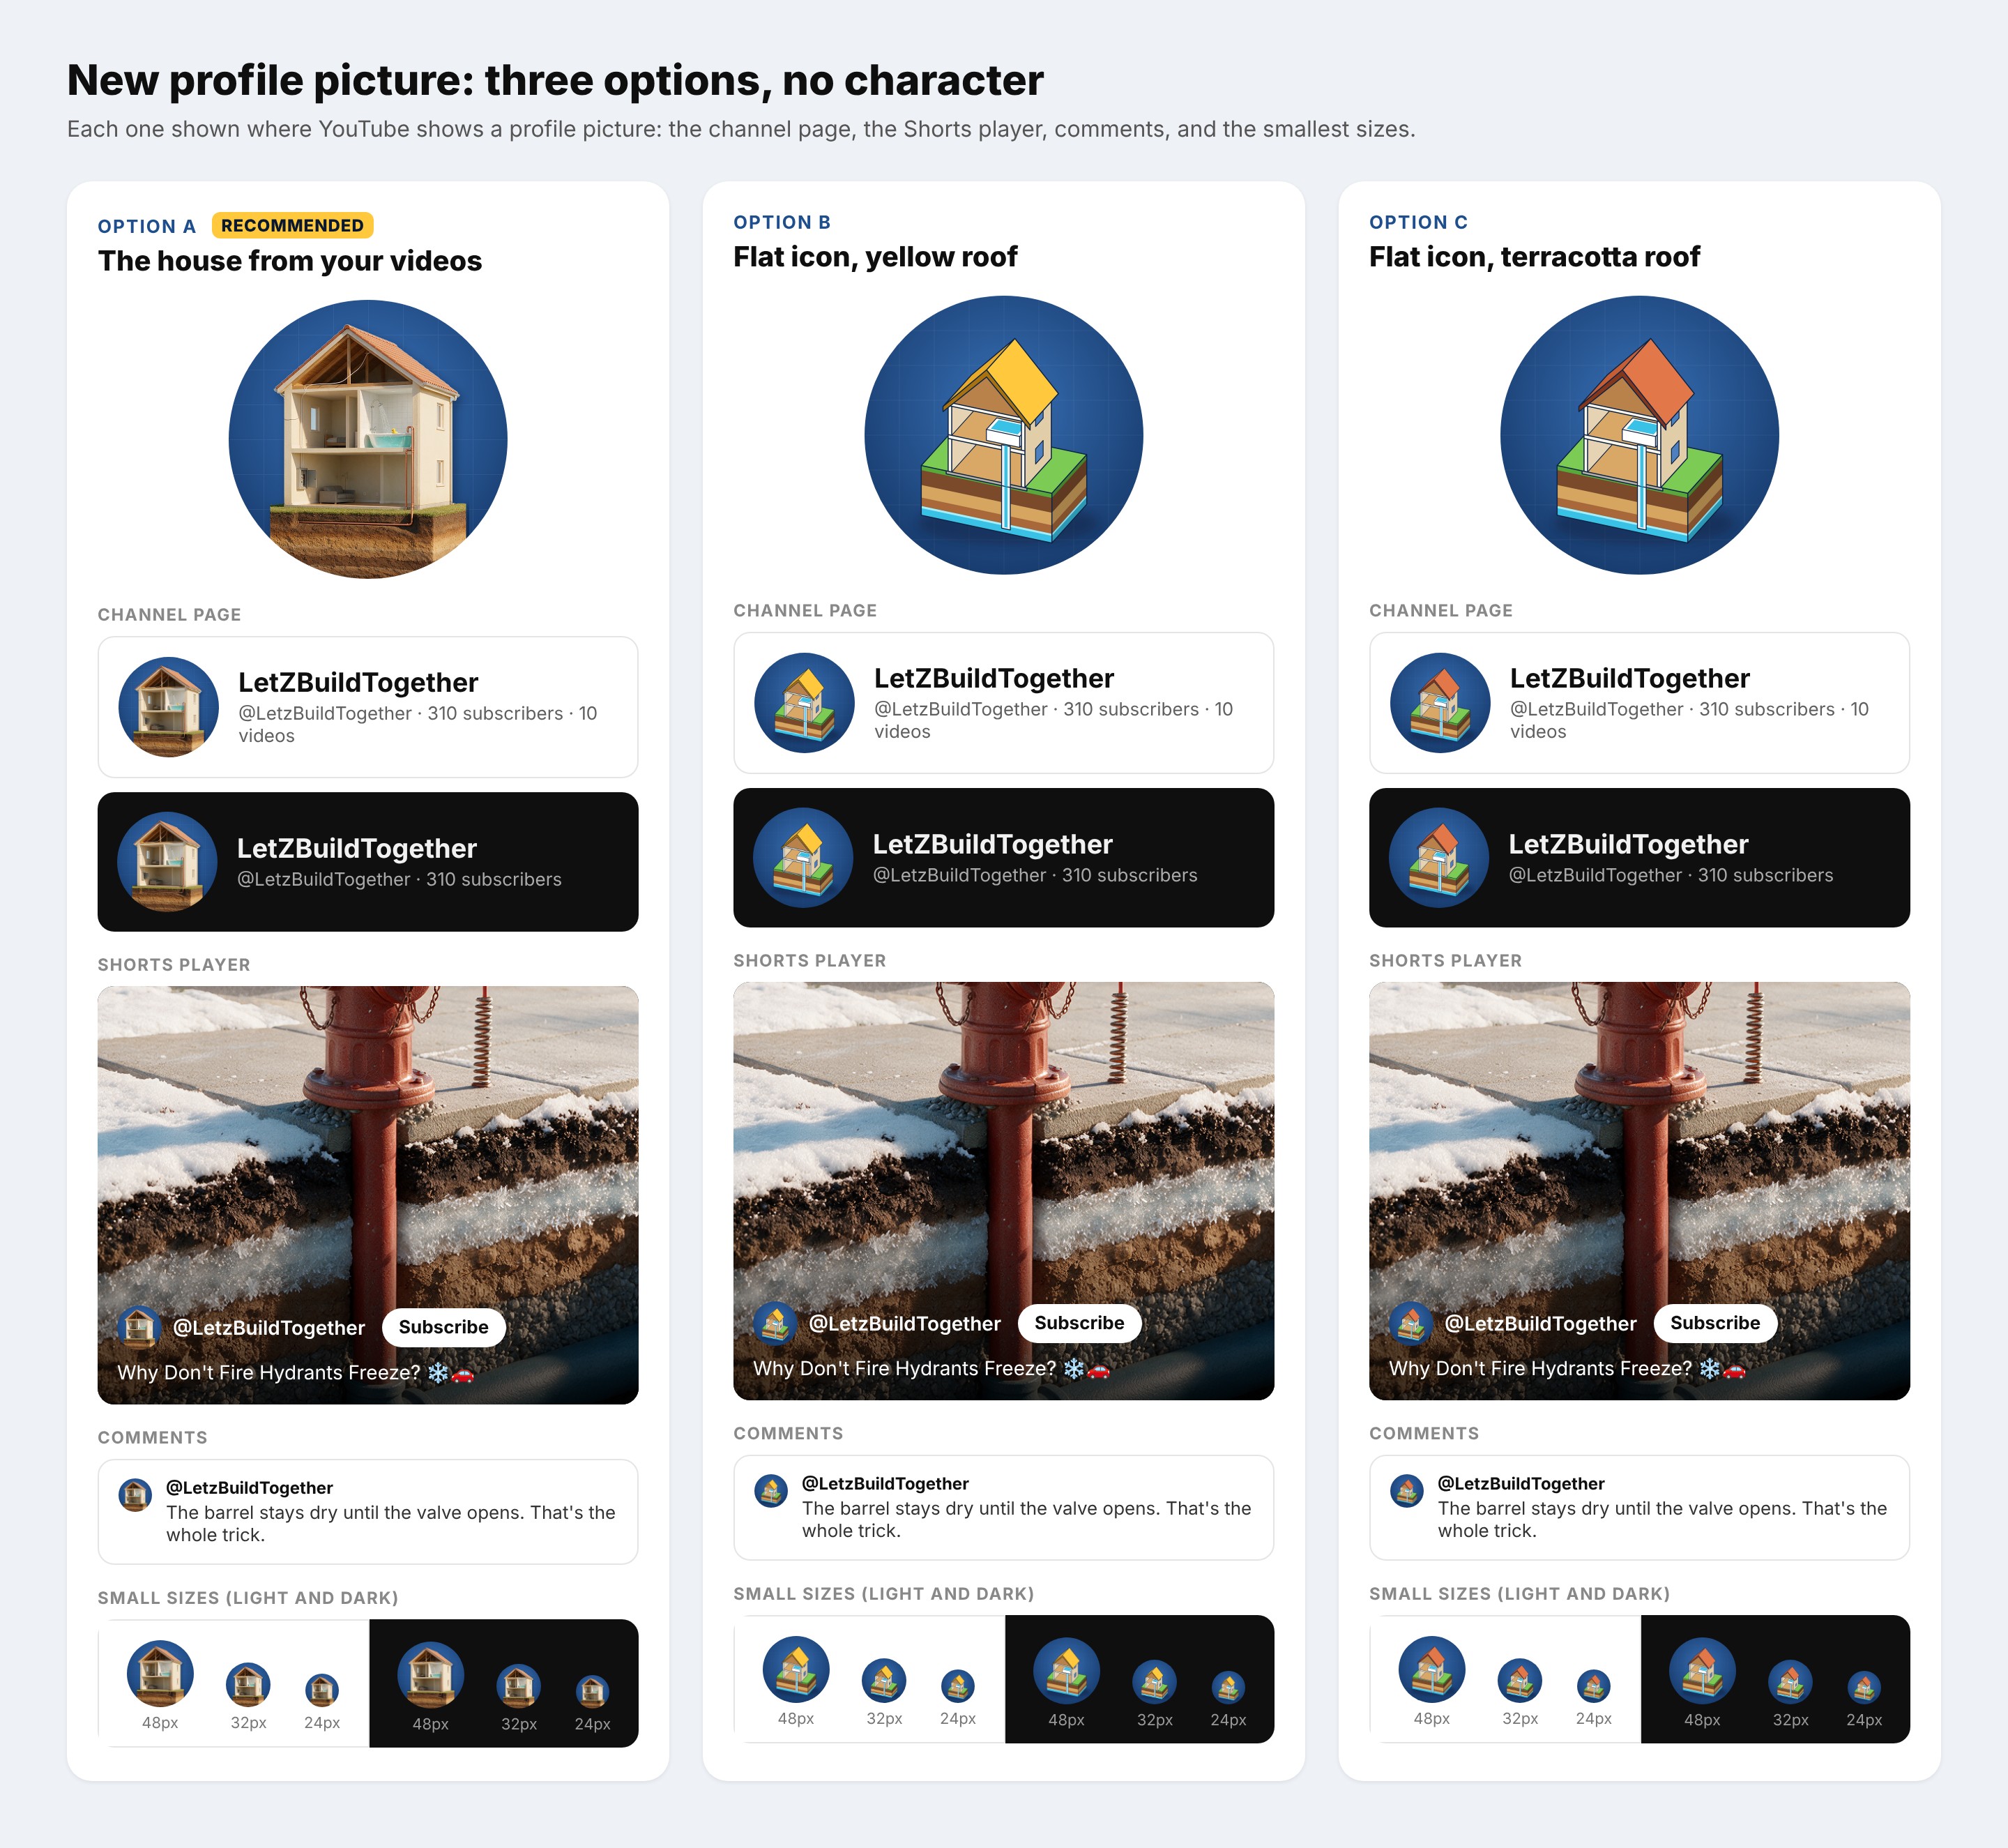 New profile picture: three options, no character
Each one shown where YouTube shows a profile picture: the channel page, the Shorts player, comments, and the smallest sizes.
OPTION A RECOMMENDED
The house from your videos
CHANNEL PAGE
LetZBuildTogether
@LetzBuildTogether · 310 subscribers · 10
videos
LetZBuildTogether
@LetzBuildTogether · 310 subscribers
SHORTS PLAYER
@LetzBuildTogether Subscribe
Why Don't Fire Hydrants Freeze? ❄️🚗
COMMENTS
@LetzBuildTogether
The barrel stays dry until the valve opens. That's the
whole trick.
SMALL SIZES (LIGHT AND DARK)
48px 32px 24px 48px 32px 24px
OPTION B
Flat icon, yellow roof
CHANNEL PAGE
LetZBuildTogether
@LetzBuildTogether · 310 subscribers · 10
videos
LetZBuildTogether
@LetzBuildTogether · 310 subscribers
SHORTS PLAYER
@LetzBuildTogether Subscribe
Why Don't Fire Hydrants Freeze? ❄️🚗
COMMENTS
@LetzBuildTogether
The barrel stays dry until the valve opens. That's the
whole trick.
SMALL SIZES (LIGHT AND DARK)
48px 32px 24px 48px 32px 24px
OPTION C
Flat icon, terracotta roof
CHANNEL PAGE
LetZBuildTogether
@LetzBuildTogether · 310 subscribers · 10
videos
LetZBuildTogether
@LetzBuildTogether · 310 subscribers
SHORTS PLAYER
@LetzBuildTogether Subscribe
Why Don't Fire Hydrants Freeze? ❄️🚗
COMMENTS
@LetzBuildTogether
The barrel stays dry until the valve opens. That's the
whole trick.
SMALL SIZES (LIGHT AND DARK)
48px 32px 24px 48px 32px 24px